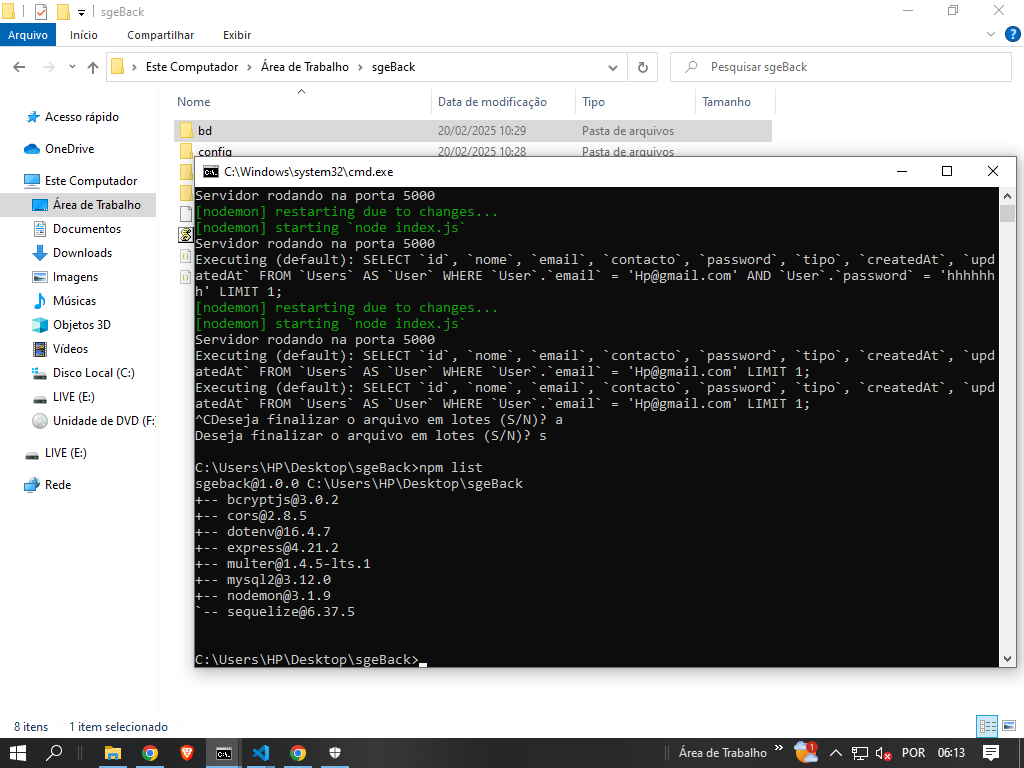 sgeBack
Arquivo
Início
Compartilhar
Exibir
Este Computador
Área de Trabalho
sgeBack
Pesquisar sgeBack
Nome
Data de modificação
Tipo
Tamanho
Acesso rápido
OneDrive
Este Computador
Área de Trabalho
Documentos
Downloads
Imagens
Músicas
Objetos 3D
Vídeos
Disco Local (C:)
LIVE (E:)
Unidade de DVD (F:
LIVE (E:)
Rede
bd 20/02/2025 10:29 Pasta de arquivos
config 20/02/2025 10:28 Pasta de arquivos
C:\Windows\system32\cmd.exe
Servidor rodando na porta 5000
[nodemon] restarting due to changes...
[nodemon] starting `node index.js`
Servidor rodando na porta 5000
Executing (default): SELECT `id`, `nome`, `email`, `contacto`, `password`, `tipo`, `createdAt`, `upd
atedAt` FROM `Users` AS `User` WHERE `User`.`email` = 'Hp@gmail.com' AND `User`.`password` = 'hhhhhh
h' LIMIT 1;
[nodemon] restarting due to changes...
[nodemon] starting `node index.js`
Servidor rodando na porta 5000
Executing (default): SELECT `id`, `nome`, `email`, `contacto`, `password`, `tipo`, `createdAt`, `upd
atedAt` FROM `Users` AS `User` WHERE `User`.`email` = 'Hp@gmail.com' LIMIT 1;
Executing (default): SELECT `id`, `nome`, `email`, `contacto`, `password`, `tipo`, `createdAt`, `upd
atedAt` FROM `Users` AS `User` WHERE `User`.`email` = 'Hp@gmail.com' LIMIT 1;
^CDeseja finalizar o arquivo em lotes (S/N)? a
Deseja finalizar o arquivo em lotes (S/N)? s
C:\Users\HP\Desktop\sgeBack>npm list
sgeback@1.0.0 C:\Users\HP\Desktop\sgeBack
+-- bcryptjs@3.0.2
+-- cors@2.8.5
+-- dotenv@16.4.7
+-- express@4.21.2
+-- multer@1.4.5-lts.1
+-- mysql2@3.12.0
+-- nodemon@3.1.9
`-- sequelize@6.37.5
C:\Users\HP\Desktop\sgeBack>
8 itens 1 item selecionado
Área de Trabalho
1
POR
06:13